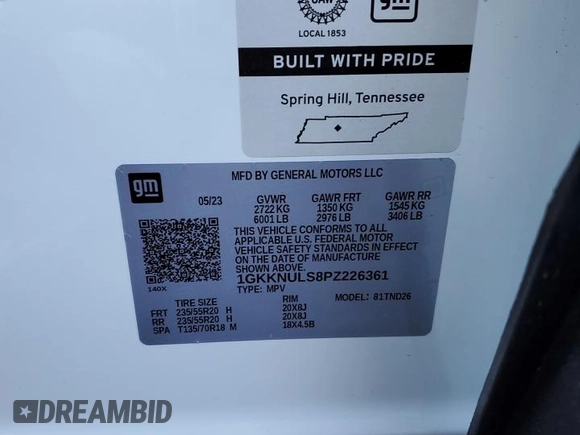 UAW
gm
LOCAL 1853
BUILT WITH PRIDE
Spring Hill, Tennessee
gm
MFD BY GENERAL MOTORS LLC
05/23 GVWR GAWR FRT GAWR RR
2722 KG 1350 KG 1545 KG
6001 LB 2976 LB 3406 LB
THIS VEHICLE CONFORMS TO ALL
APPLICABLE U.S. FEDERAL MOTOR
VEHICLE SAFETY STANDARDS IN EFFECT
ON THE DATE OF MANUFACTURE SHOWN ABOVE.
1GKKNULS8PZ226361
TYPE: MPV MODEL: 81TND26
140X
TIRE SIZE RIM
FRT 235/55R20 H 20X8J
RR 235/55R20 H 20X8J
SPA T135/70R18 M 18X4.5B
DREAMBID